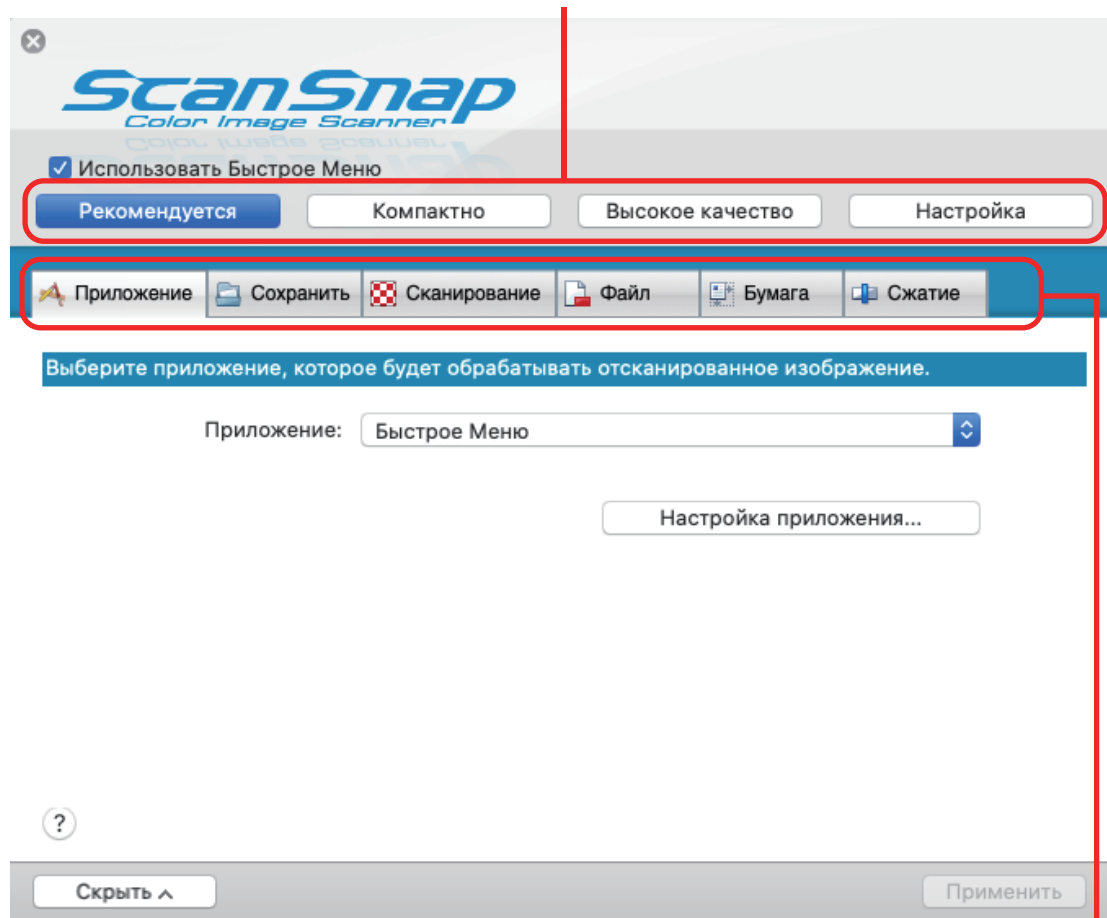 ScanSnap
Color Image Scanner
Использовать Быстрое Меню
Рекомендуется Компактно Высокое качество Настройка
Приложение Сохранить Сканирование Файл Бумага Сжатие
Выберите приложение, которое будет обрабатывать отсканированное изображение.
Приложение: Быстрое Меню
Настройка приложения...
?
Скрыть Применить